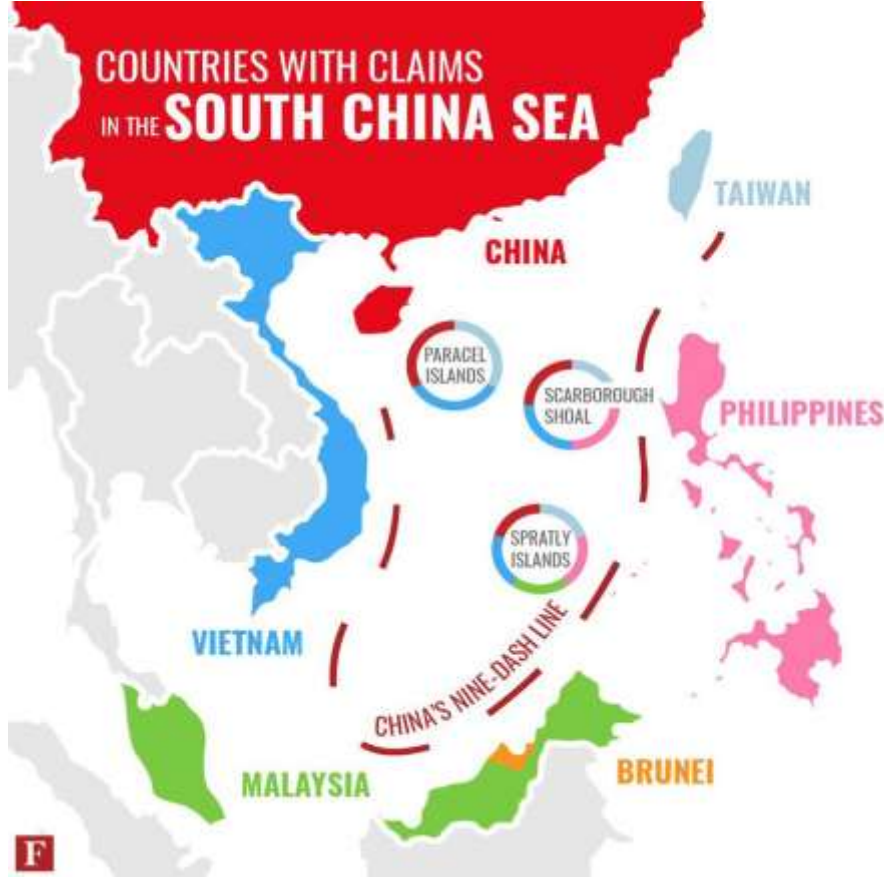 COUNTRIES WITH CLAIMS
IN THE SOUTH CHINA SEA
TAIWAN
CHINA
PARACEL
ISLANDS
SCARBOROUGH
SHOAL
PHILIPPINES
SPRATLY
ISLANDS
VIETNAM
CHINA'S NINE-DASH LINE
MALAYSIA
BRUNEI
F